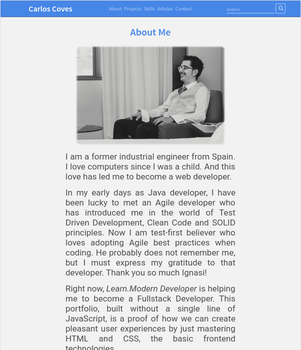 Carlos Coves
About Projects Skills Articles Contact
About Me
I am a former industrial engineer from Spain.
I love computers since I was a child. And this
love has led me to become a web developer.
In my early days as Java developer, I have
been lucky to met an Agile developer who
has introduced me in the world of Test
Driven Development, Clean Code and SOLID
principles. Now I am test-first believer who
loves adopting Agile best practices when
coding. He probably does not remember me,
but I must express my gratitude to that
developer. Thank you so much Ignasi!
Right now, Learn.Modern Developer is helping
me to become a Fullstack Developer. This
portfolio, built without a single line of
JavaScript, is a proof of how we can create
pleasant user experiences by just mastering
HTML and CSS, the basic frontend
technologies.